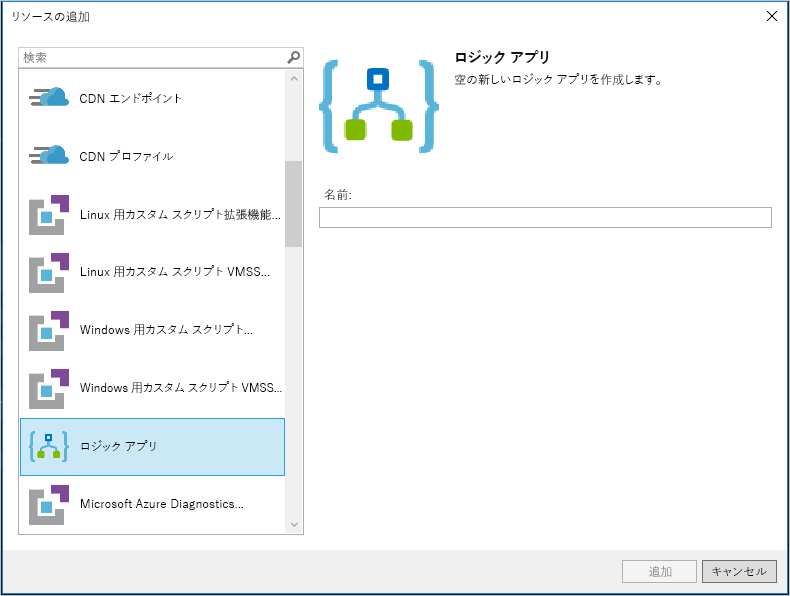 リソースの追加
検索
CDN エンドポイント
CDN プロファイル
Linux 用カスタム スクリプト拡張機能...
Linux 用カスタム スクリプト VMSS...
Windows 用カスタム スクリプト...
Windows 用カスタム スクリプト VMSS...
ロジック アプリ
Microsoft Azure Diagnostics...
ロジック アプリ
空の新しいロジック アプリを作成します。
名前:
追加
キャンセル